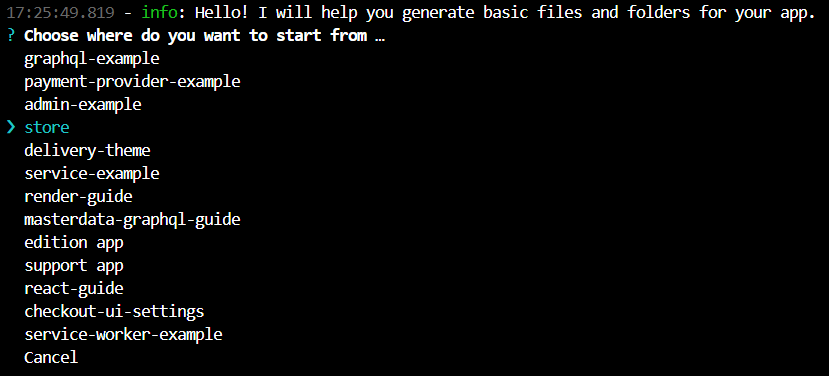 17:25:49.819 - info: Hello! I will help you generate basic files and folders for your app.
? Choose where do you want to start from …
graphql-example
payment-provider-example
admin-example
❯ store
delivery-theme
service-example
render-guide
masterdata-graphql-guide
edition app
support app
react-guide
checkout-ui-settings
service-worker-example
Cancel